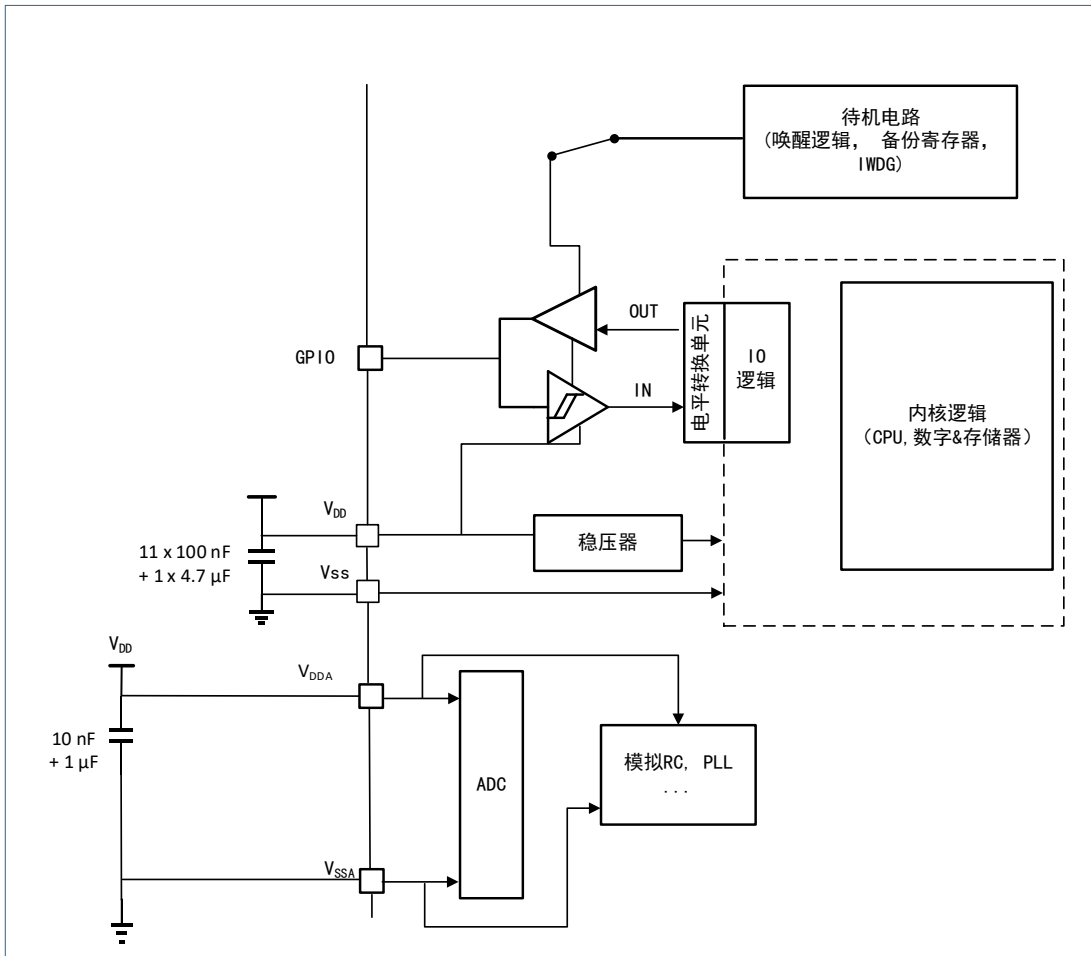 待机电路
(唤醒逻辑, 备份寄存器,
IWDG)
OUT
GPIO
IN
电平转换单元
IO
逻辑
内核逻辑
(CPU,数字&存储器)
VDD
11 x 100 nF
+ 1 x 4.7 µF
稳压器
Vss
VDD
VDDA
10 nF
+ 1 µF
ADC
模拟RC, PLL
...
VSSA